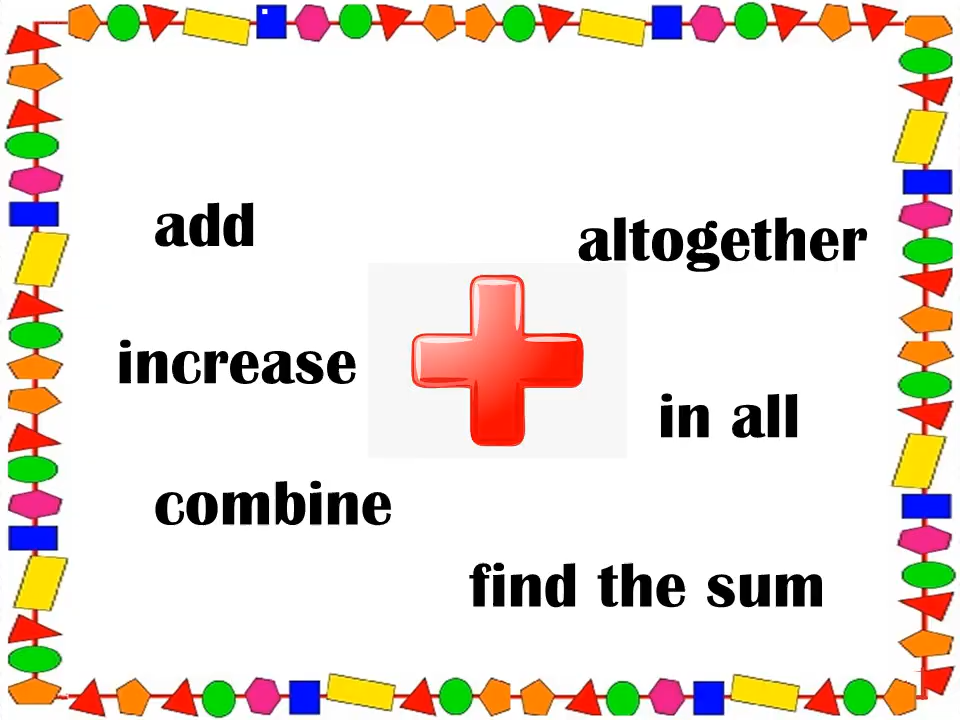 add
altogether
increase
in all
combine
find the sum